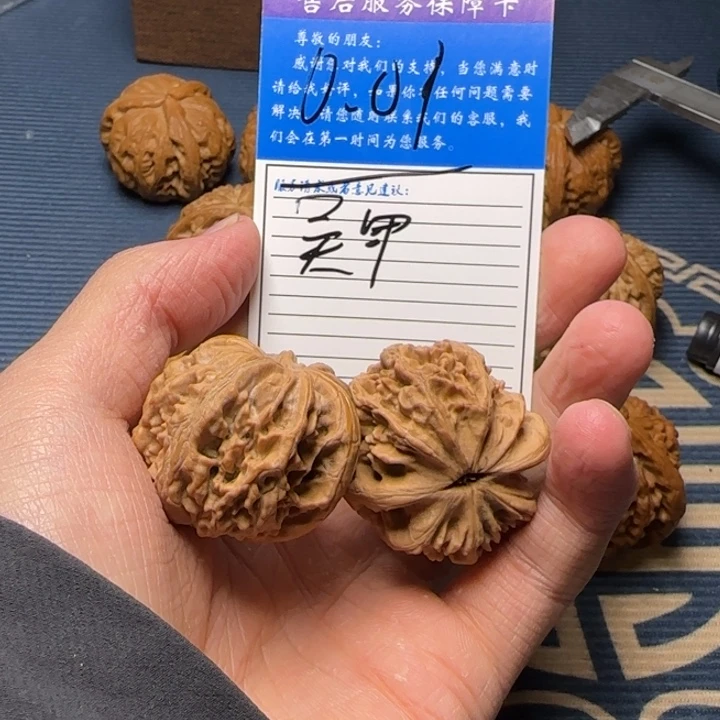 售后服务保障卡
尊敬的朋友:
感谢您对我们的支持,当您满意时
请给我好评,如果你有任何问题需要
解决,请您随时联系我们的客服,我
们会在第一时间为您服务。
0.01
服务请求或者意见建议:
甲